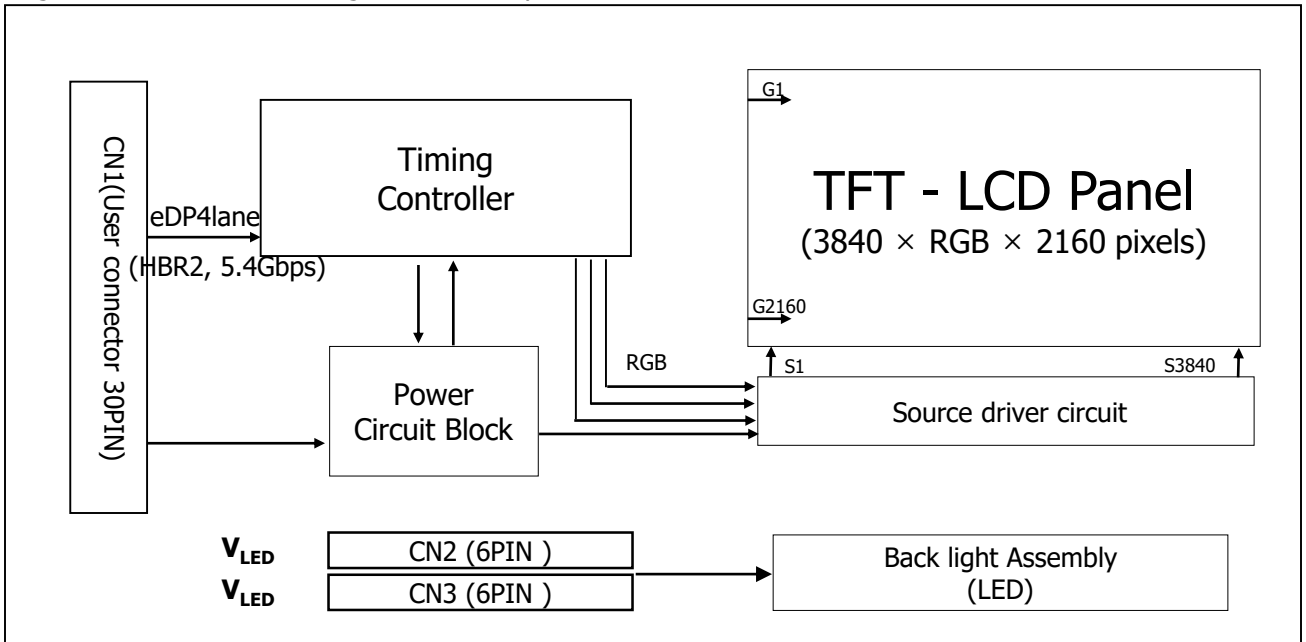 CN1(User connector 30PIN)
eDP4lane
(HBR2, 5.4Gbps)
Timing
Controller
Power
Circuit Block
RGB
G1
TFT - LCD Panel
(3840 × RGB × 2160 pixels)
G2160
S1
S3840
Source driver circuit
VLED
CN2 (6PIN )
VLED
CN3 (6PIN )
Back light Assembly
(LED)